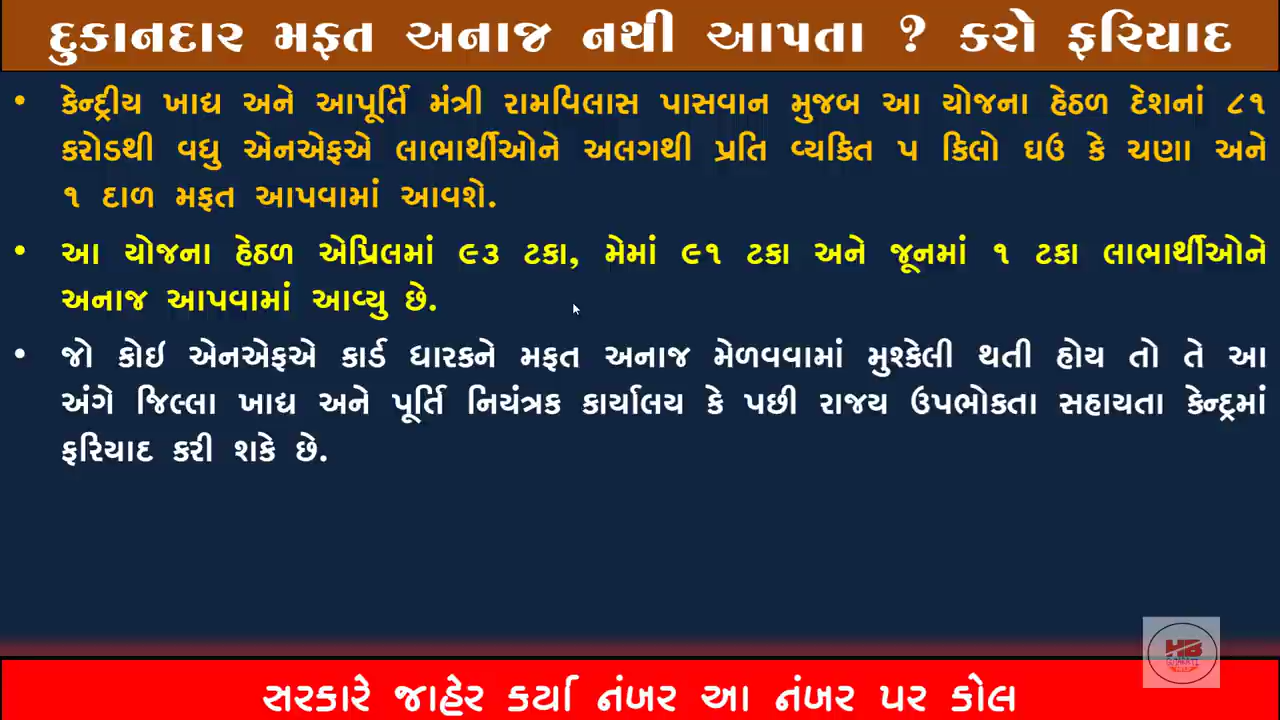 દુકાનદાર મફત અનાજ નથી આપતા ? કરો ફરિયાદ
• કેન્દ્રીય ખાદ્ય અને આપૂર્તિ મંત્રી રામવિલાસ પાસવાન મુજબ આ યોજના હેઠળ દેશનાં ૮૧
કરોડથી વધુ એનએફએ લાભાર્થીઓને અલગથી પ્રતિ વ્યકિત ૫ કિલો ઘઉ કે ચણા અને
૧ દાળ મફત આપવામાં આવશે.
• આ યોજના હેઠળ એપ્રિલમાં ૯૩ ટકા, મેમાં ૯૧ ટકા અને જૂનમાં ૧ ટકા લાભાર્થીઓને
અનાજ આપવામાં આવ્યુ છે.
• જો કોઇ એનએફએ કાર્ડ ધારકને મફત અનાજ મેળવવામાં મુશ્કેલી થતી હોય તો તે આ
અંગે જિલ્લા ખાદ્ય અને પૂર્તિ નિયંત્રક કાર્યાલય કે પછી રાજય ઉપભોકતા સહાયતા કેન્દ્રમાં
ફરિયાદ કરી શકે છે.
HB
GUJARATI
સરકારે જાહેર કર્યા નંબર આ નંબર પર કોલ